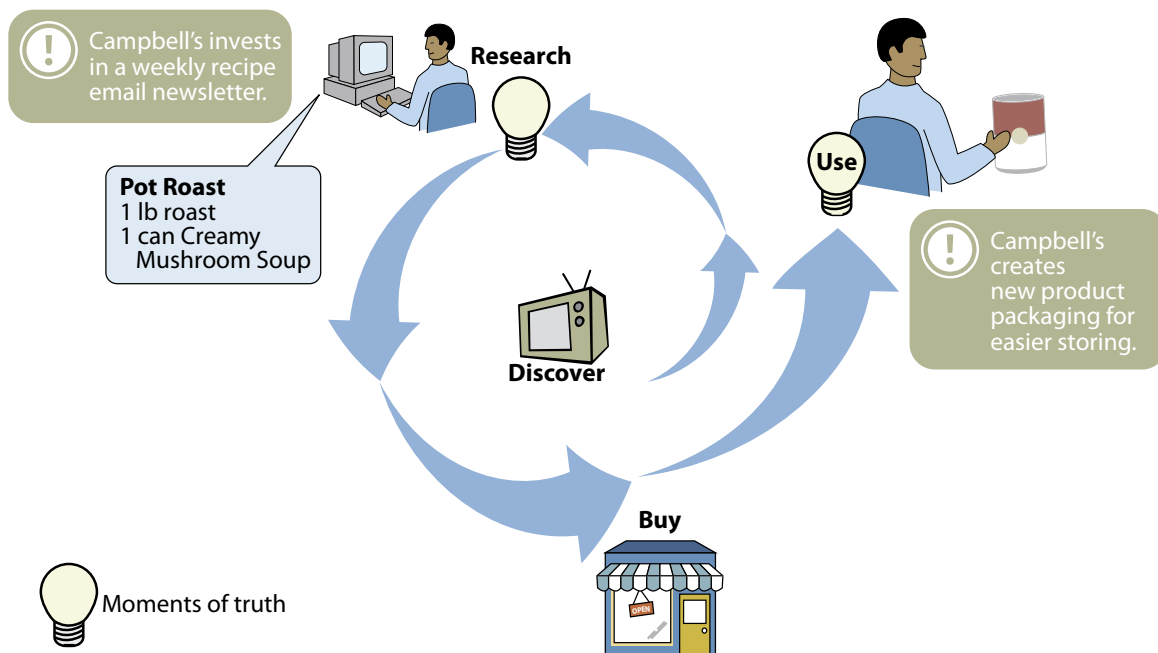 Campbell’s invests
in a weekly recipe
email newsletter.
Research
Pot Roast
1 lb roast
1 can Creamy
Mushroom Soup
Use
Campbell’s
creates
new product
packaging for
easier storing.
Discover
Buy
OPEN
Moments of truth